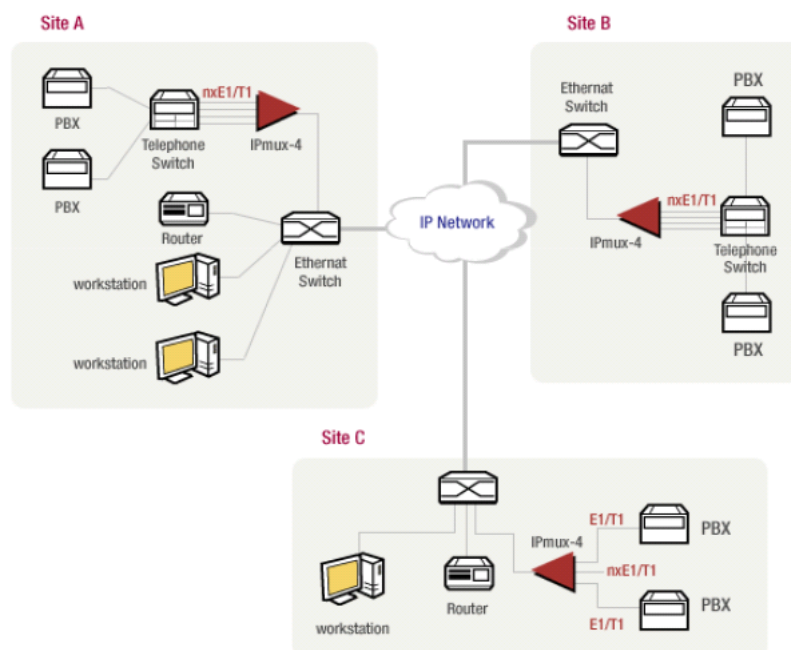 Site A
PBX
PBX
nxE1/T1
Telephone
Switch
IPmux-4
Router
workstation
workstation
Ethernat
Switch
IP Network
Site B
Ethernat
Switch
PBX
nxE1/T1
IPmux-4
Telephone
Switch
PBX
Site C
workstation
Router
IPmux-4
E1/T1
PBX
nxE1/T1
E1/T1
PBX